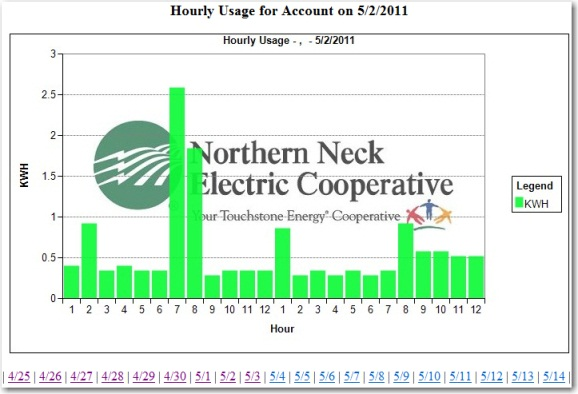 Hourly Usage for Account on 5/2/2011
Hourly Usage - , - 5/2/2011
3
2.5
2
1.5
1
0.5
0
KWH
Northern Neck
Electric Cooperative
Your Touchstone Energy® Cooperative
Legend
KWH
1 2 3 4 5 6 7 8 9 10 11 12 1 2 3 4 5 6 7 8 9 10 11 12
Hour
| 4/25 | 4/26 | 4/27 | 4/28 | 4/29 | 4/30 | 5/1 | 5/2 | 5/3 | 5/4 | 5/5 | 5/6 | 5/7 | 5/8 | 5/9 | 5/10 | 5/11 | 5/12 | 5/13 | 5/14 |